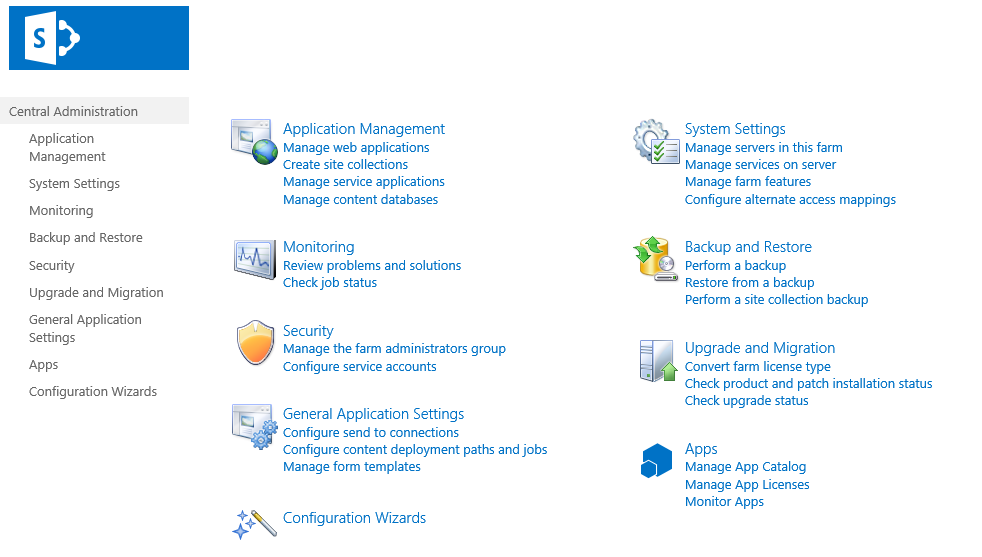 S
Central Administration
Application
Management
System Settings
Monitoring
Backup and Restore
Security
Upgrade and Migration
General Application
Settings
Apps
Configuration Wizards
Application Management
Manage web applications
Create site collections
Manage service applications
Manage content databases
Monitoring
Review problems and solutions
Check job status
Security
Manage the farm administrators group
Configure service accounts
General Application Settings
Configure send to connections
Configure content deployment paths and jobs
Manage form templates
Configuration Wizards
System Settings
Manage servers in this farm
Manage services on server
Manage farm features
Configure alternate access mappings
Backup and Restore
Perform a backup
Restore from a backup
Perform a site collection backup
Upgrade and Migration
Convert farm license type
Check product and patch installation status
Check upgrade status
Apps
Manage App Catalog
Manage App Licenses
Monitor Apps